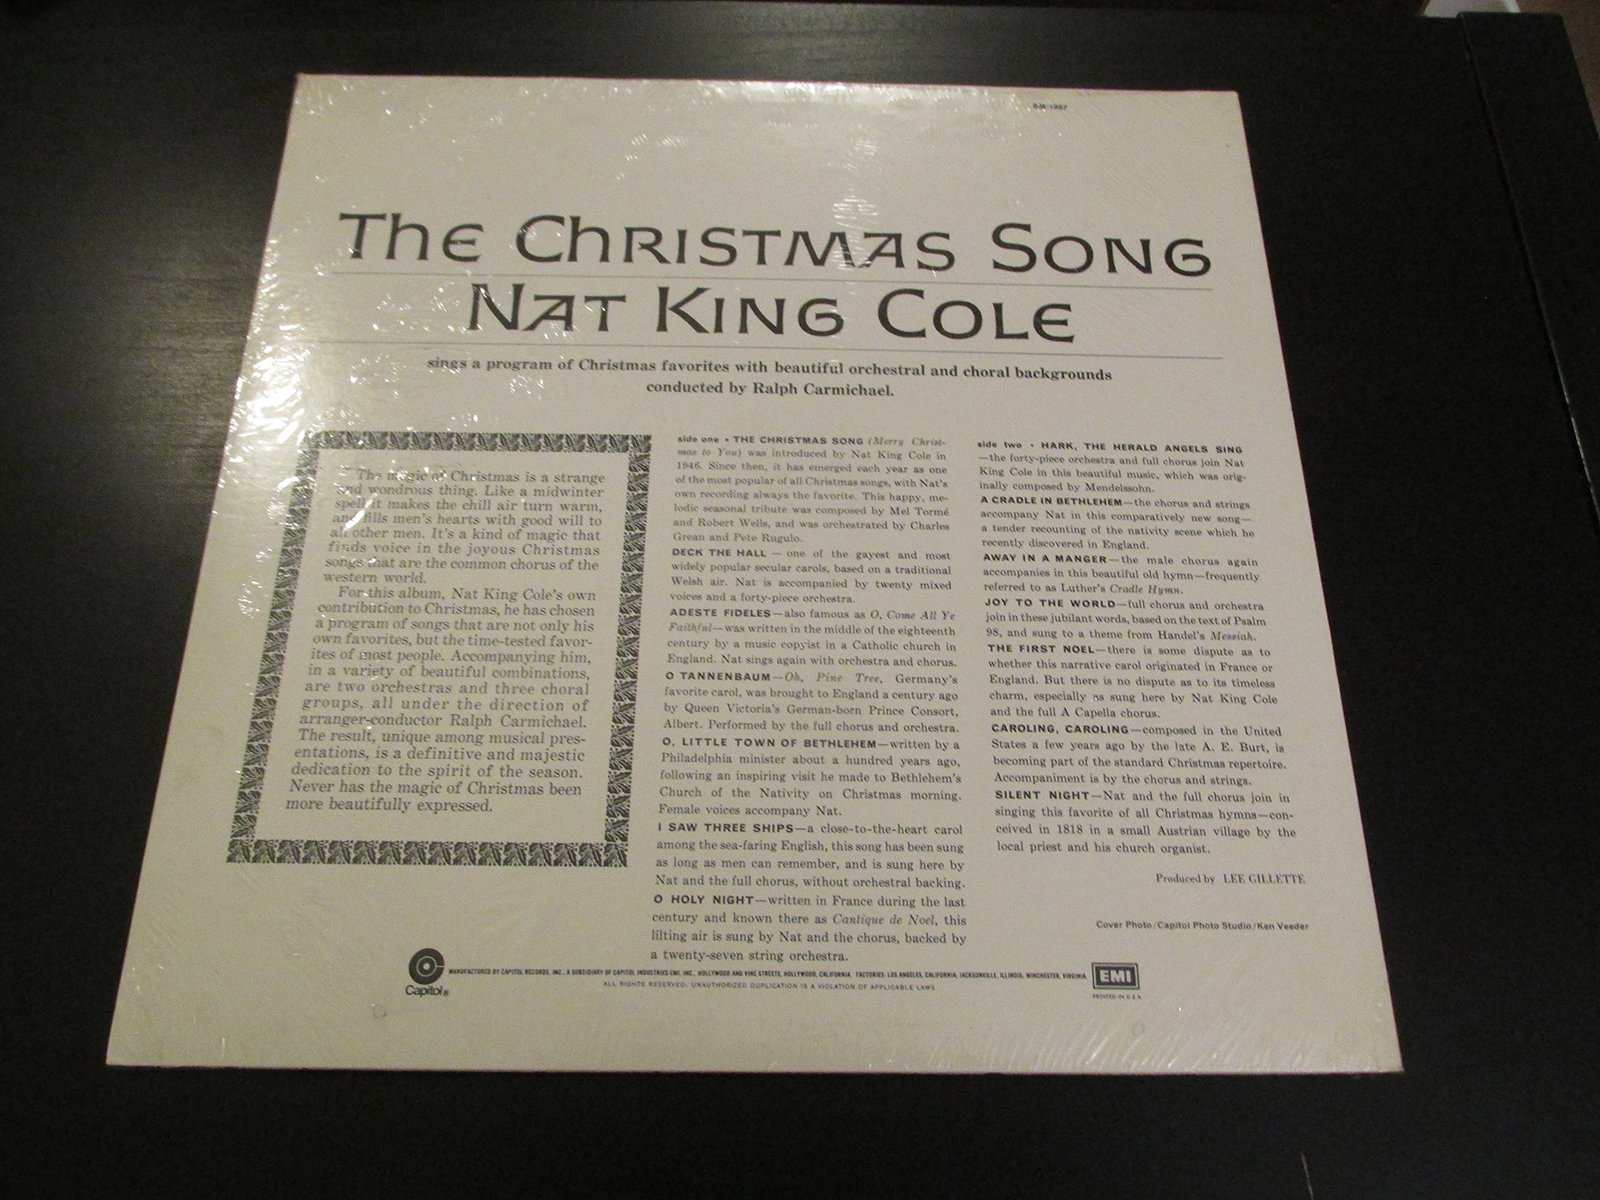 SM-1967
The Christmas Song
Nat King Cole
sings a program of Christmas favorites with beautiful orchestral and choral backgrounds
conducted by Ralph Carmichael.
The magic of Christmas is a strange
and wondrous thing. Like a midwinter
spell it makes the chill air turn warm,
and fills men's hearts with good will to
all other men. It's a kind of magic that
finds voice in the joyous Christmas
songs that are the common chorus of the
western world.
For this album, Nat King Cole's own
contribution to Christmas, he has chosen
a program of songs that are not only his
own favorites, but the time-tested favor-
ites of most people. Accompanying him,
in a variety of beautiful combinations,
are two orchestras and three choral
groups, all under the direction of
arranger-conductor Ralph Carmichael.
The result, unique among musical pres-
entations, is a definitive and majestic
dedication to the spirit of the season.
Never has the magic of Christmas been
more beautifully expressed.
side one • THE CHRISTMAS SONG (Merry Christ-
mas to You) was introduced by Nat King Cole in
1946. Since then, it has emerged each year as one
of the most popular of all Christmas songs, with Nat's
own recording always the favorite. This happy, me-
lodic seasonal tribute was composed by Mel Tormé
and Robert Wells, and was orchestrated by Charles
Grean and Pete Rugulo.
DECK THE HALL — one of the gayest and most
widely popular secular carols, based on a traditional
Welsh air. Nat is accompanied by twenty mixed
voices and a forty-piece orchestra.
ADESTE FIDELES—also famous as O, Come All Ye
Faithful—was written in the middle of the eighteenth
century by a music copyist in a Catholic church in
England. Nat sings again with orchestra and chorus.
O TANNENBAUM—Oh, Pine Tree, Germany's
favorite carol, was brought to England a century ago
by Queen Victoria's German-born Prince Consort,
Albert. Performed by the full chorus and orchestra.
O, LITTLE TOWN OF BETHLEHEM—written by a
Philadelphia minister about a hundred years ago,
following an inspiring visit he made to Bethlehem's
Church of the Nativity on Christmas morning.
Female voices accompany Nat.
I SAW THREE SHIPS—a close-to-the-heart carol
among the sea-faring English, this song has been sung
as long as men can remember, and is sung here by
Nat and the full chorus, without orchestral backing.
O HOLY NIGHT—written in France during the last
century and known there as Cantique de Noel, this
lilting air is sung by Nat and the chorus, backed by
a twenty-seven string orchestra.
side two • HARK, THE HERALD ANGELS SING
—the forty-piece orchestra and full chorus join Nat
King Cole in this beautiful music, which was orig-
inally composed by Mendelssohn.
A CRADLE IN BETHLEHEM—the chorus and strings
accompany Nat in this comparatively new song—
a tender recounting of the nativity scene which he
recently discovered in England.
AWAY IN A MANGER—the male chorus again
accompanies in this beautiful old hymn—frequently
referred to as Luther's Cradle Hymn.
JOY TO THE WORLD—full chorus and orchestra
join in these jubilant words, based on the text of Psalm
98, and sung to a theme from Handel's Messiah.
THE FIRST NOEL—there is some dispute as to
whether this narrative carol originated in France or
England. But there is no dispute as to its timeless
charm, especially as sung here by Nat King Cole
and the full A Capella chorus.
CAROLING, CAROLING—composed in the United
States a few years ago by the late A. E. Burt, is
becoming part of the standard Christmas repertoire.
Accompaniment is by the chorus and strings.
SILENT NIGHT—Nat and the full chorus join in
singing this favorite of all Christmas hymns—con-
ceived in 1818 in a small Austrian village by the
local priest and his church organist.
Produced by LEE GILLETTE
Cover Photo/Capitol Photo Studio/Ken Veeder
Capitol®
MANUFACTURED BY CAPITOL RECORDS, INC., A SUBSIDIARY OF CAPITOL INDUSTRIES-EMI, INC., HOLLYWOOD AND VINE STREETS, HOLLYWOOD, CALIFORNIA. FACTORIES: LOS ANGELES, CALIFORNIA; JACKSONVILLE, ILLINOIS; WINCHESTER, VIRGINIA.
ALL RIGHTS RESERVED. UNAUTHORIZED DUPLICATION IS A VIOLATION OF APPLICABLE LAWS
EMI
PRINTED IN U.S.A